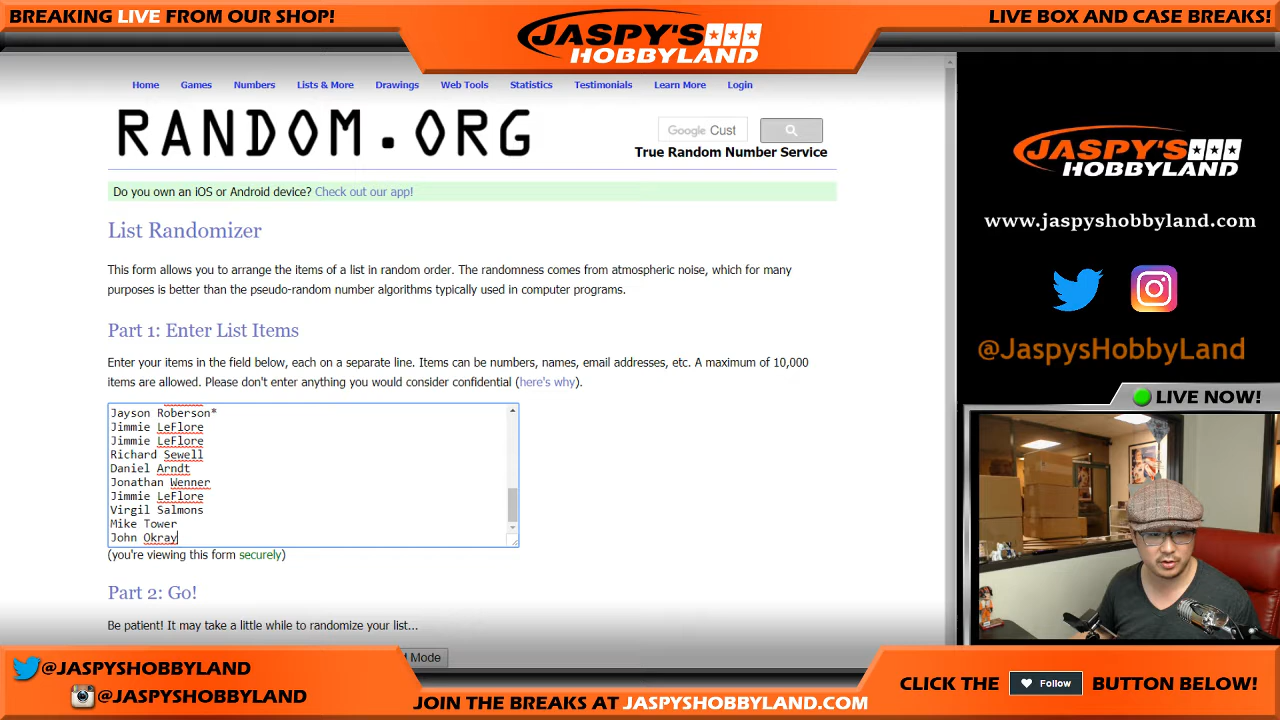 BREAKING LIVE FROM OUR SHOP!
JASPY'S
HOBBYLAND
LIVE BOX AND CASE BREAKS!
Home Games Numbers Lists & More Drawings Web Tools Statistics Testimonials Learn More Login
RANDOM.ORG
Google Cust
True Random Number Service
Do you own an iOS or Android device? Check out our app!
List Randomizer
This form allows you to arrange the items of a list in random order. The randomness comes from atmospheric noise, which for many
purposes is better than the pseudo-random number algorithms typically used in computer programs.
Part 1: Enter List Items
Enter your items in the field below, each on a separate line. Items can be numbers, names, email addresses, etc. A maximum of 10,000
items are allowed. Please don't enter anything you would consider confidential (here's why).
Jayson Roberson*
Jimmie LeFlore
Jimmie LeFlore
Richard Sewell
Daniel Arndt
Jonathan Wenner
Jimmie LeFlore
Virgil Salmons
Mike Tower
John Okray
(you're viewing this form securely)
Part 2: Go!
Be patient! It may take a little while to randomize your list...
Mode
JASPY'S
HOBBYLAND
www.jaspyshobbyland.com
@JaspysHobbyLand
LIVE NOW!
@JASPYSHOBBYLAND
@JASPYSHOBBYLAND
JOIN THE BREAKS AT JASPYSHOBBYLAND.COM
CLICK THE Follow BUTTON BELOW!